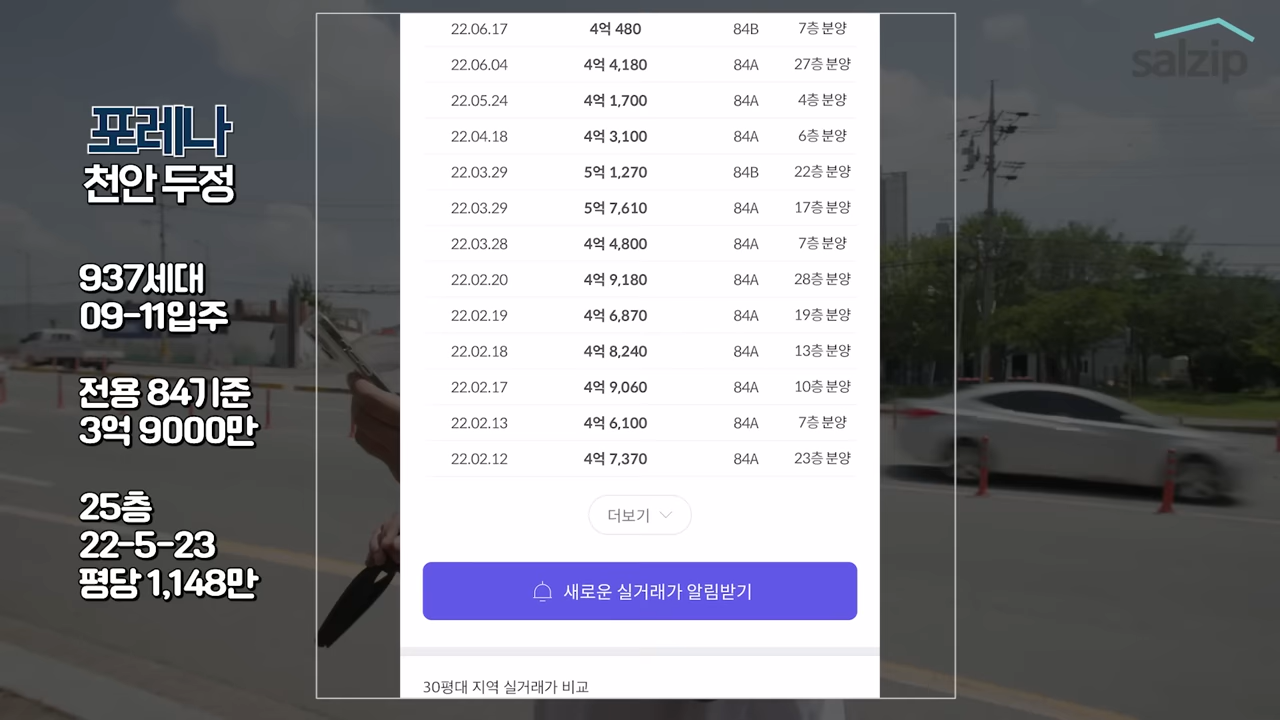 salzip
포레나
천안 두정
937세대
09-11입주
전용 84기준
3억 9000만
25층
22-5-23
평당 1,148만
22.06.17 4억 480 84B 7층 분양
22.06.04 4억 4,180 84A 27층 분양
22.05.24 4억 1,700 84A 4층 분양
22.04.18 4억 3,100 84A 6층 분양
22.03.29 5억 1,270 84B 22층 분양
22.03.29 5억 7,610 84A 17층 분양
22.03.28 4억 4,800 84A 7층 분양
22.02.20 4억 9,180 84A 28층 분양
22.02.19 4억 6,870 84A 19층 분양
22.02.18 4억 8,240 84A 13층 분양
22.02.17 4억 9,060 84A 10층 분양
22.02.13 4억 6,100 84A 7층 분양
22.02.12 4억 7,370 84A 23층 분양
더보기
새로운 실거래가 알림받기
30평대 지역 실거래가 비교